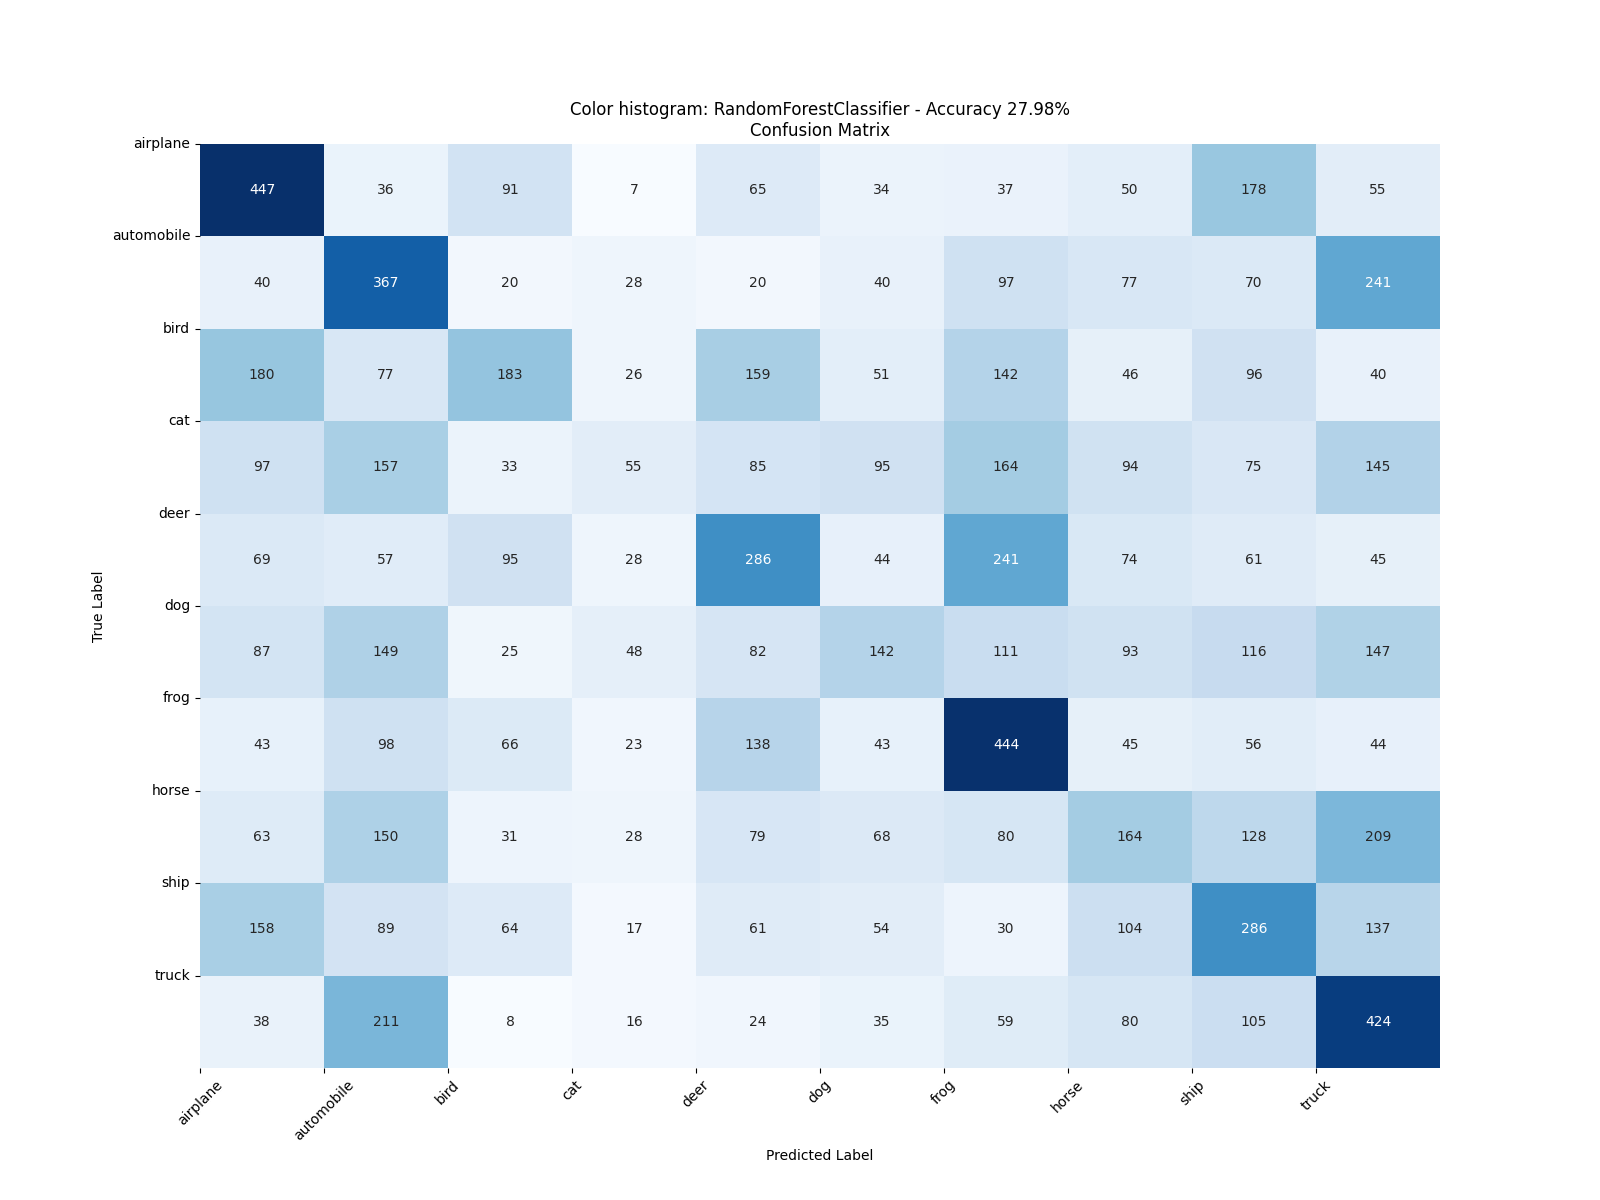 Color histogram: RandomForestClassifier - Accuracy 27.98%
Confusion Matrix
airplane
447 36 91 7 65 34 37 50 178 55
automobile
40 367 20 28 20 40 97 77 70 241
bird
180 77 183 26 159 51 142 46 96 40
cat
97 157 33 55 85 95 164 94 75 145
deer
69 57 95 28 286 44 241 74 61 45
dog
87 149 25 48 82 142 111 93 116 147
frog
43 98 66 23 138 43 444 45 56 44
horse
63 150 31 28 79 68 80 164 128 209
ship
158 89 64 17 61 54 30 104 286 137
truck
38 211 8 16 24 35 59 80 105 424
True Label
airplane automobile bird cat deer dog frog horse ship truck
Predicted Label